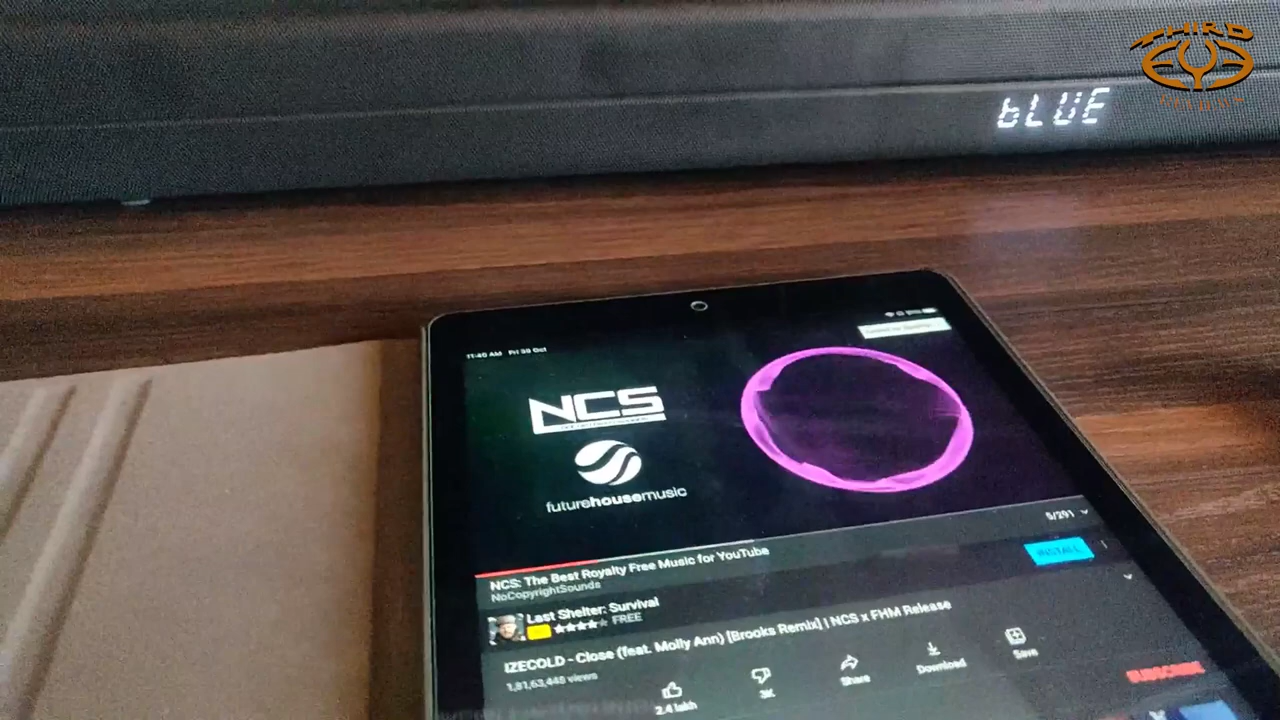 THIRD
EYE
bLUE
11:40 AM Fri 30 Oct
NCS
futurehousemusic
5/291
NCS: The Best Royalty Free Music for YouTube
NoCopyrightSounds
INSTALL
Last Shelter: Survival
FREE
IZECOLD - Close (feat. Molly Ann) [Brooks Remix] | NCS x FHM Release
1,81,63,448 views
2.4 lakh
3K
Share
Download
Save
SUBSCRIBE